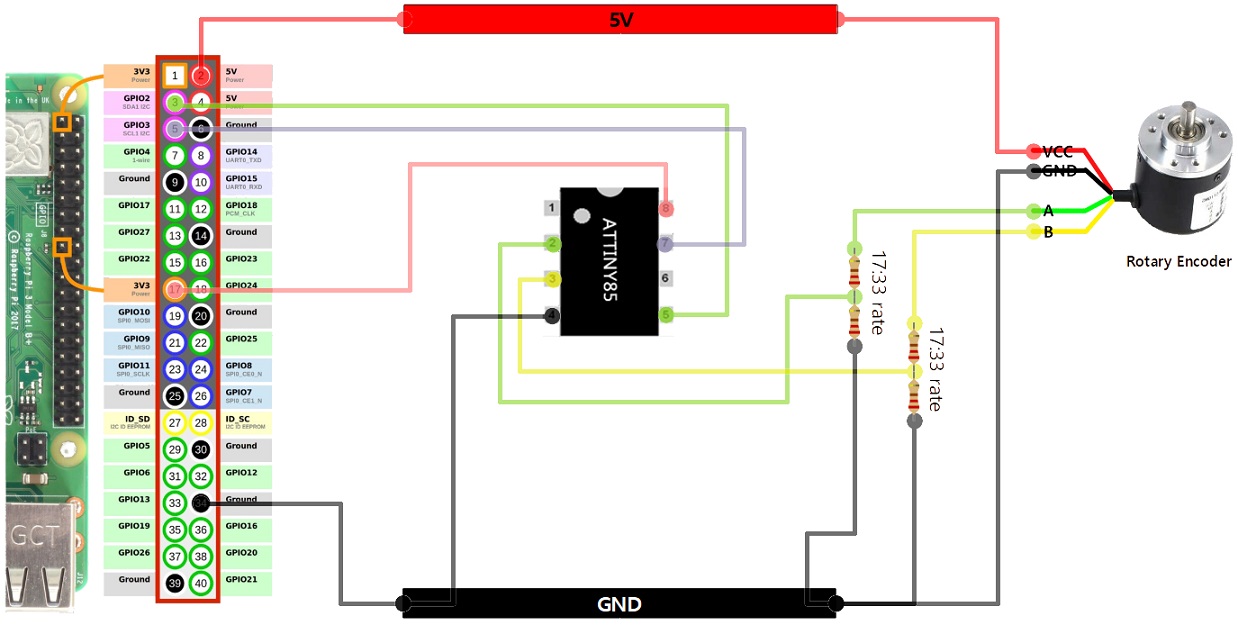 5V
3V3
Power
1
2
5V
Power
GPIO2
SDA1 I2C
3
4
5V
Power
GPIO3
SCL1 I2C
5
6
Ground
GPIO4
1-wire
7
8
GPIO14
UART0_TXD
Ground
9
10
GPIO15
UART0_RXD
GPIO17
11
12
GPIO18
PCM_CLK
GPIO27
13
14
Ground
GPIO22
15
16
GPIO23
3V3
Power
17
18
GPIO24
GPIO10
SPI0_MOSI
19
20
Ground
GPIO9
SPI0_MISO
21
22
GPIO25
GPIO11
SPI0_SCLK
23
24
GPIO8
SPI0_CE0_N
Ground
25
26
GPIO7
SPI0_CE1_N
ID_SD
I2C ID EEPROM
27
28
ID_SC
I2C ID EEPROM
GPIO5
29
30
Ground
GPIO6
31
32
GPIO12
GPIO13
33
34
Ground
GPIO19
35
36
GPIO16
GPIO26
37
38
GPIO20
Ground
39
40
GPIO21
e in the UK
GPIO
J8
Raspberry Pi 3 Model B+
© Raspberry Pi 2017
PoE
GCT
J12
ATTINY85
1
2
3
4
8
7
6
5
17:33 rate
17:33 rate
VCC
GND
A
B
Rotary Encoder
GND